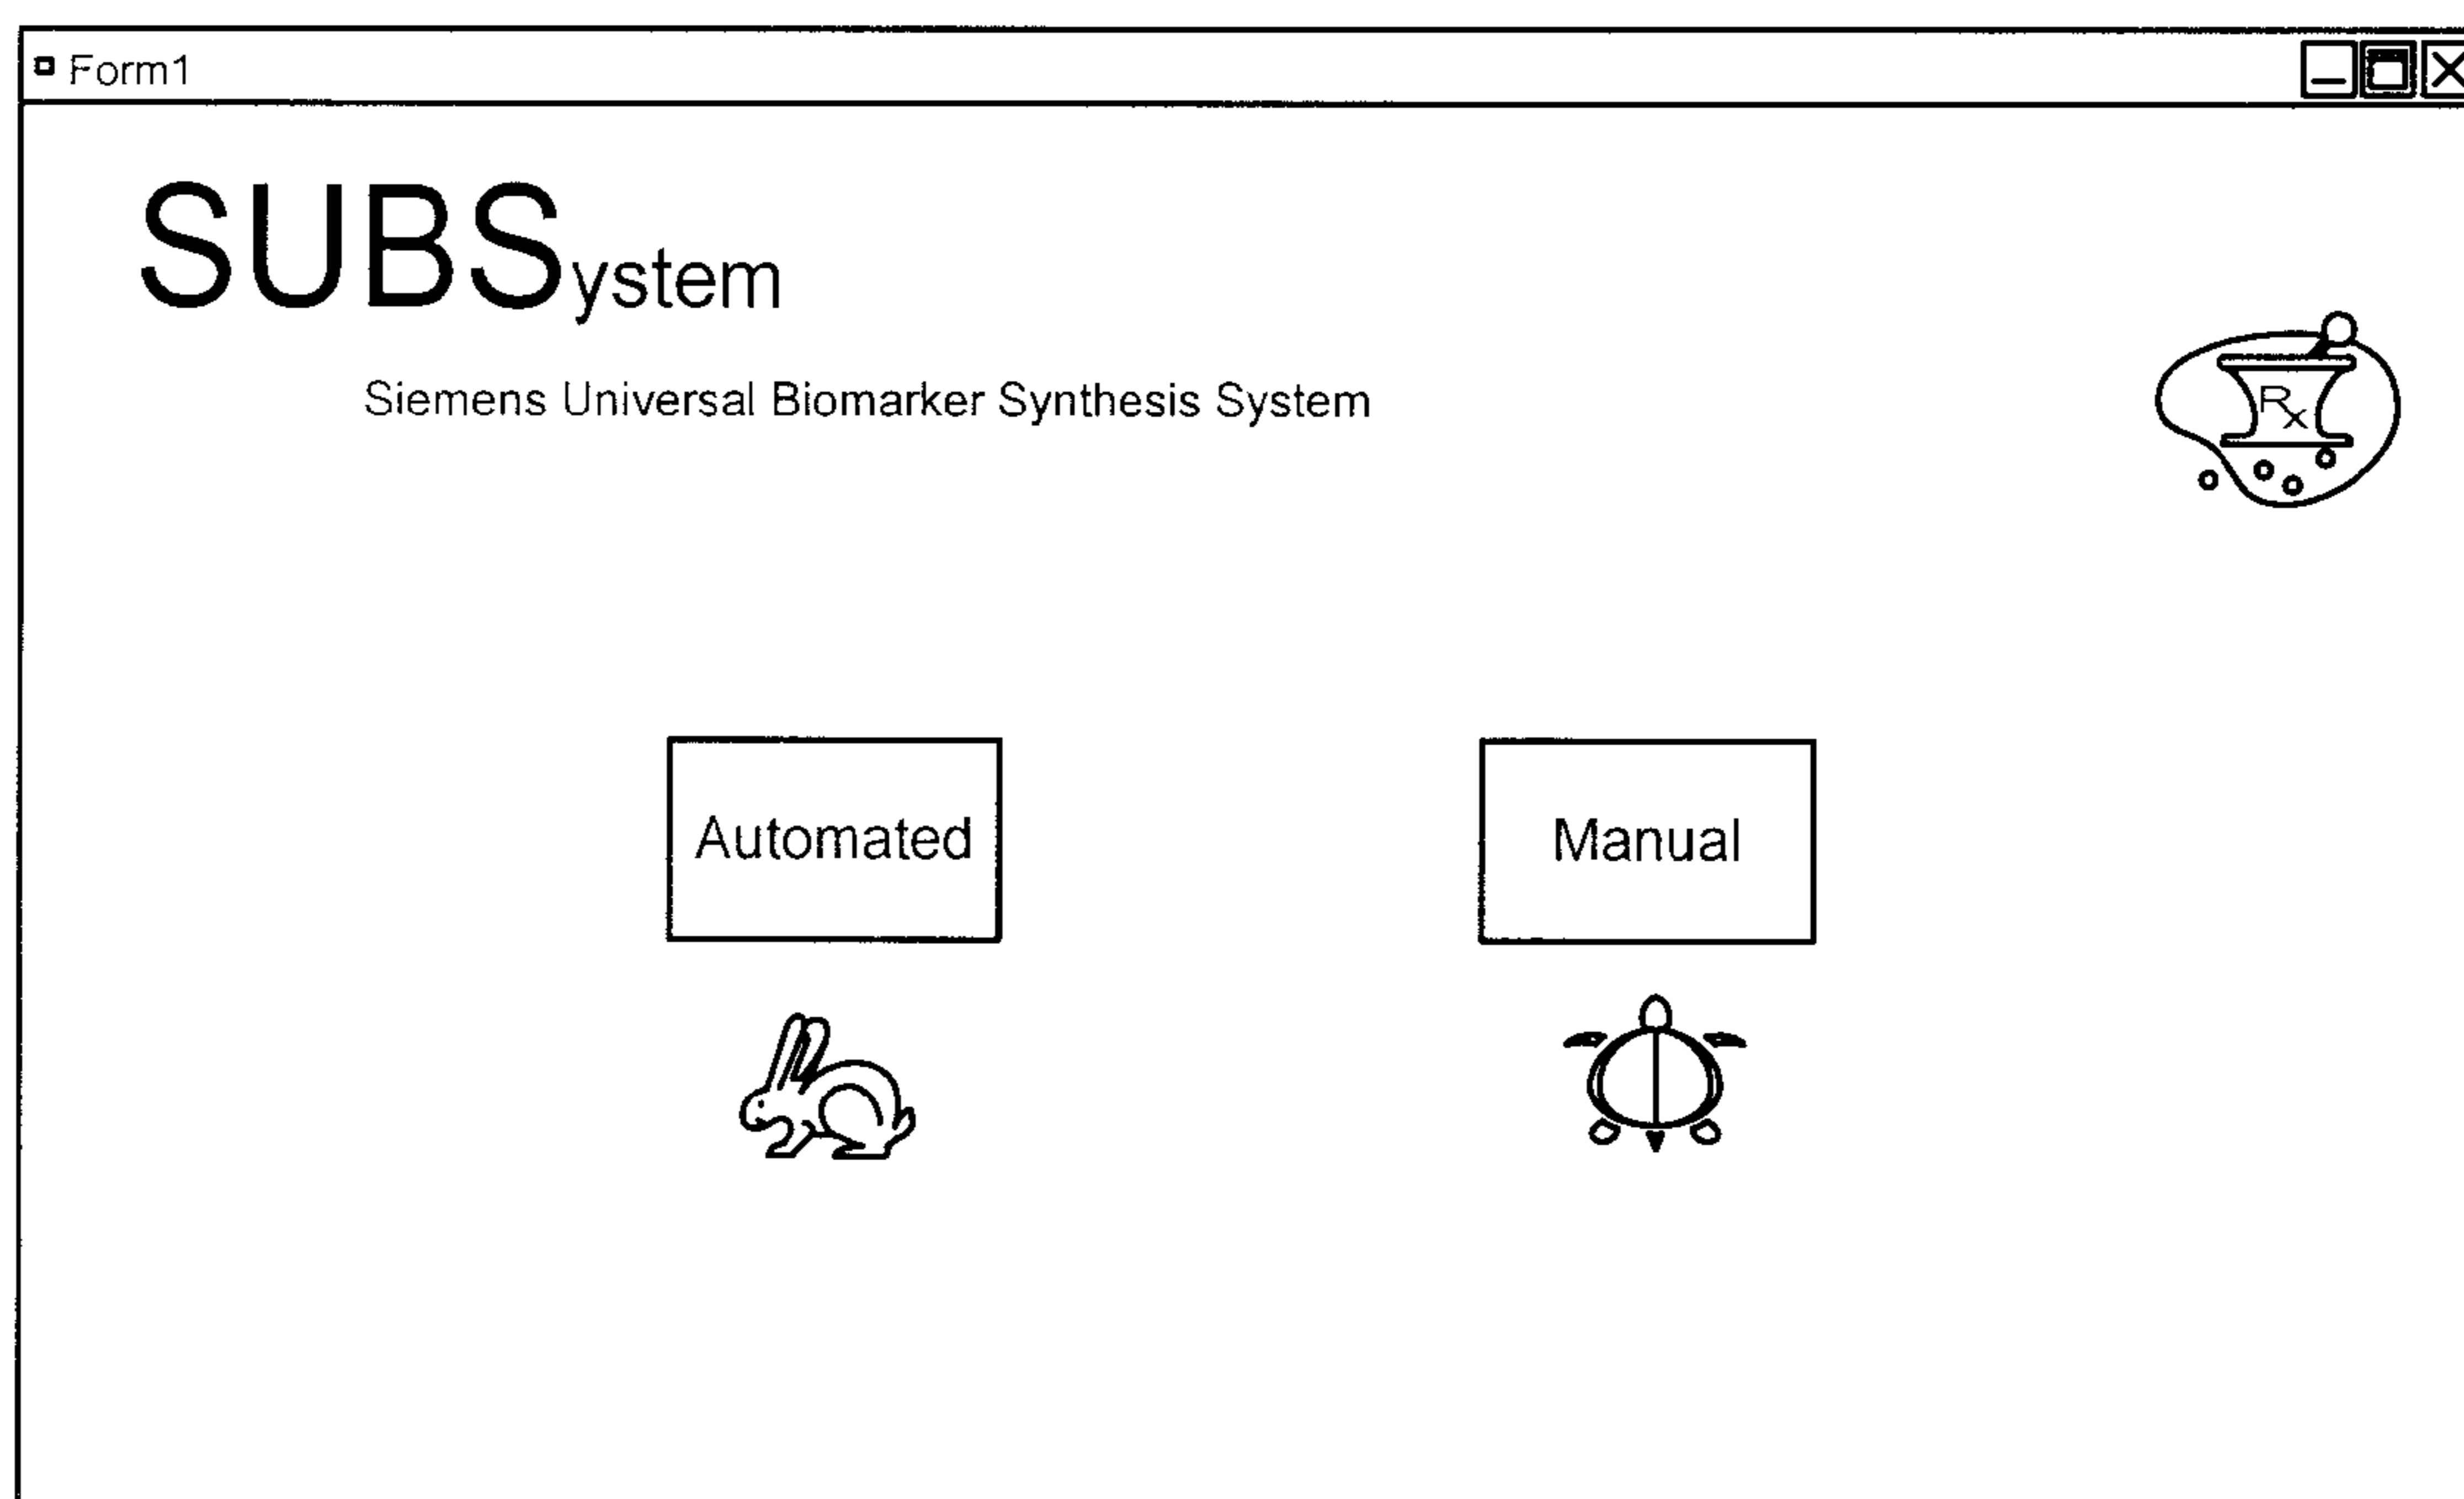 Form1
SUBSystem
Siemens Universal Biomarker Synthesis System
Rx
Automated
Manual